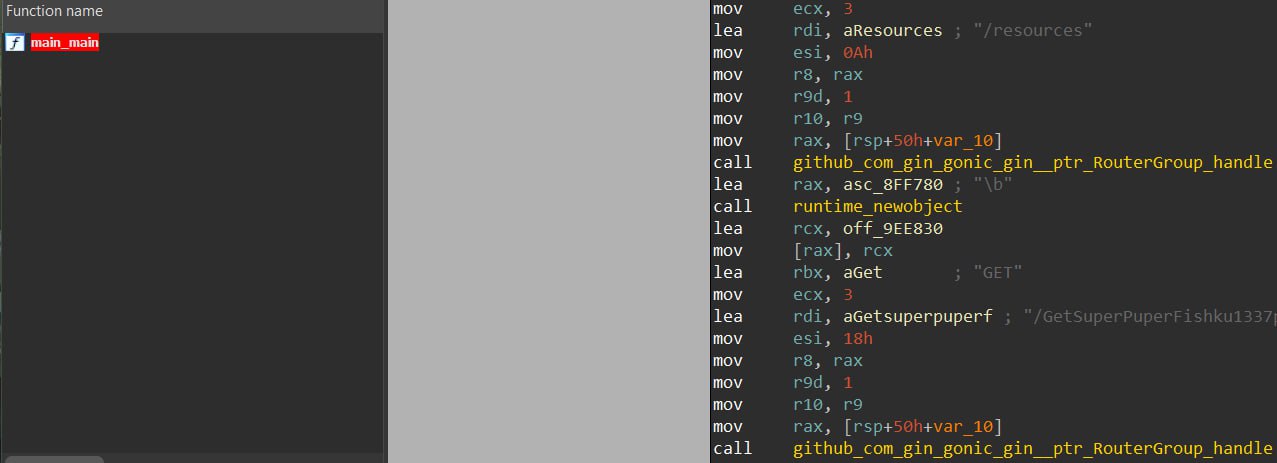 Function name
f main_main
mov ecx, 3
lea rdi, aResources ; "/resources"
mov esi, 0Ah
mov r8, rax
mov r9d, 1
mov r10, r9
mov rax, [rsp+50h+var_10]
call github_com_gin_gonic_gin__ptr_RouterGroup_handle
lea rax, asc_8FF780 ; "\b"
call runtime_newobject
lea rcx, off_9EE830
mov [rax], rcx
lea rbx, aGet ; "GET"
mov ecx, 3
lea rdi, aGetsuperpuperf ; "/GetSuperPuperFishku1337p
mov esi, 18h
mov r8, rax
mov r9d, 1
mov r10, r9
mov rax, [rsp+50h+var_10]
call github_com_gin_gonic_gin__ptr_RouterGroup_handle